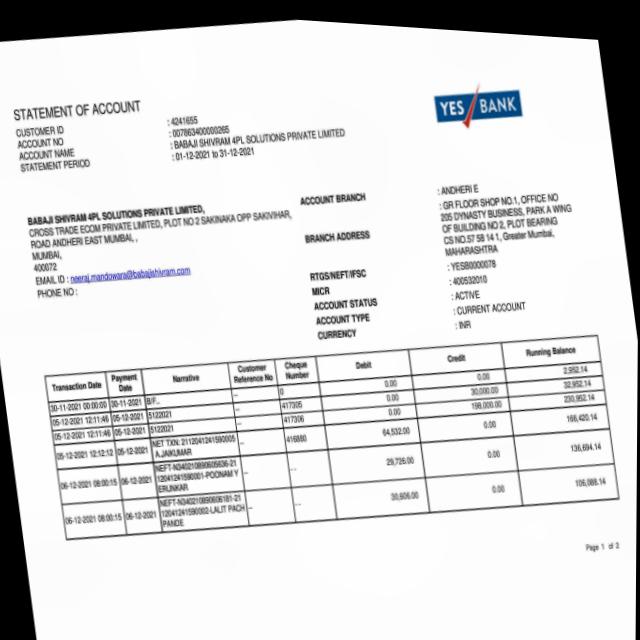 STATEMENT OF ACCOUNT
YES BANK
CUSTOMER ID : 4241655
ACCOUNT NO : 007863400000265
ACCOUNT NAME : BABAJI SHIVRAM 4PL SOLUTIONS PRIVATE LIMITED
STATEMENT PERIOD : 01-12-2021 to 31-12-2021
BABAJI SHIVRAM 4PL SOLUTIONS PRIVATE LIMITED,
CROSS TRADE ECOM PRIVATE LIMITED, PLOT NO 2 SAKINAKA OPP SAKIVIHAR,
ROAD ANDHERI EAST MUMBAI, ,
MUMBAI,
400072
EMAIL ID : neeraj.mandowara@babajishivram.com
PHONE NO :
ACCOUNT BRANCH : ANDHERI E
BRANCH ADDRESS : GR FLOOR SHOP NO.1, OFFICE NO
205 DYNASTY BUSINESS, PARK A WING
OF BUILDING NO 2, PLOT BEARING
CS NO.57 58 14 1, Greater Mumbai,
MAHARASHTRA
RTGS/NEFT/IFSC : YESB0000078
MICR : 400532010
ACCOUNT STATUS : ACTIVE
ACCOUNT TYPE : CURRENT ACCOUNT
CURRENCY : INR
Transaction Date Payment Date Narrative Customer Reference No Cheque Number Debit Credit Running Balance
30-11-2021 00:00:00 30-11-2021 B/F... -- 0 0.00 0.00 2,952.14
05-12-2021 12:11:46 05-12-2021 5122021 -- 417305 0.00 30,000.00 32,952.14
05-12-2021 12:11:46 05-12-2021 5122021 -- 417306 0.00 198,000.00 230,952.14
05-12-2021 12:12:12 05-12-2021 NET TXN: 2112041241590005 A.JAIKUMAR -- 416880 64,532.00 0.00 166,420.14
06-12-2021 08:00:15 06-12-2021 NEFT-N340210890605636-21 12041241590001-POONAM Y ERUNKAR -- -- 29,726.00 0.00 136,694.14
06-12-2021 08:00:15 06-12-2021 NEFT-N340210890606181-21 12041241590002-LALIT PACH PANDE -- -- 30,606.00 0.00 106,088.14
Page 1 of 2